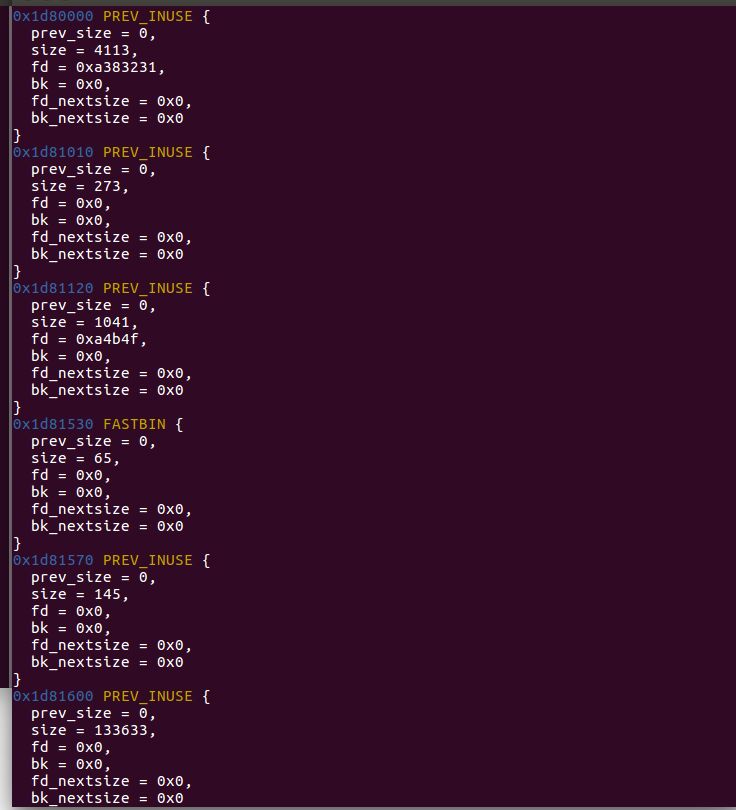 0x1d80000 PREV_INUSE {
  prev_size = 0,
  size = 4113,
  fd = 0xa383231,
  bk = 0x0,
  fd_nextsize = 0x0,
  bk_nextsize = 0x0
}
0x1d81010 PREV_INUSE {
  prev_size = 0,
  size = 273,
  fd = 0x0,
  bk = 0x0,
  fd_nextsize = 0x0,
  bk_nextsize = 0x0
}
0x1d81120 PREV_INUSE {
  prev_size = 0,
  size = 1041,
  fd = 0xa4b4f,
  bk = 0x0,
  fd_nextsize = 0x0,
  bk_nextsize = 0x0
}
0x1d81530 FASTBIN {
  prev_size = 0,
  size = 65,
  fd = 0x0,
  bk = 0x0,
  fd_nextsize = 0x0,
  bk_nextsize = 0x0
}
0x1d81570 PREV_INUSE {
  prev_size = 0,
  size = 145,
  fd = 0x0,
  bk = 0x0,
  fd_nextsize = 0x0,
  bk_nextsize = 0x0
}
0x1d81600 PREV_INUSE {
  prev_size = 0,
  size = 133633,
  fd = 0x0,
  bk = 0x0,
  fd_nextsize = 0x0,
  bk_nextsize = 0x0